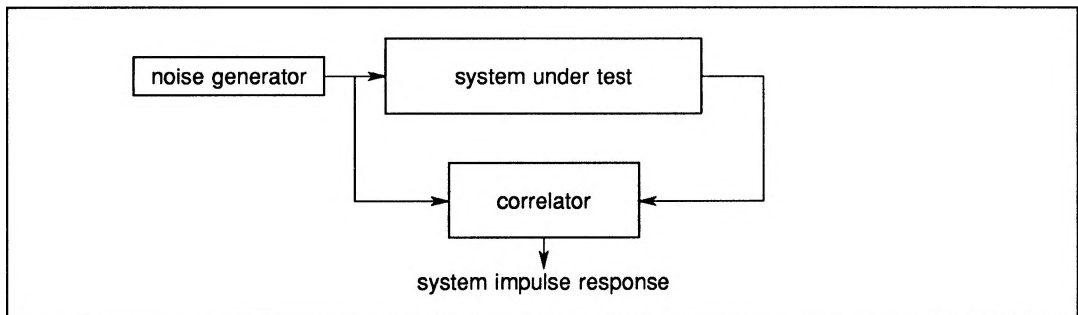 noise generator
system under test
correlator
system impulse response